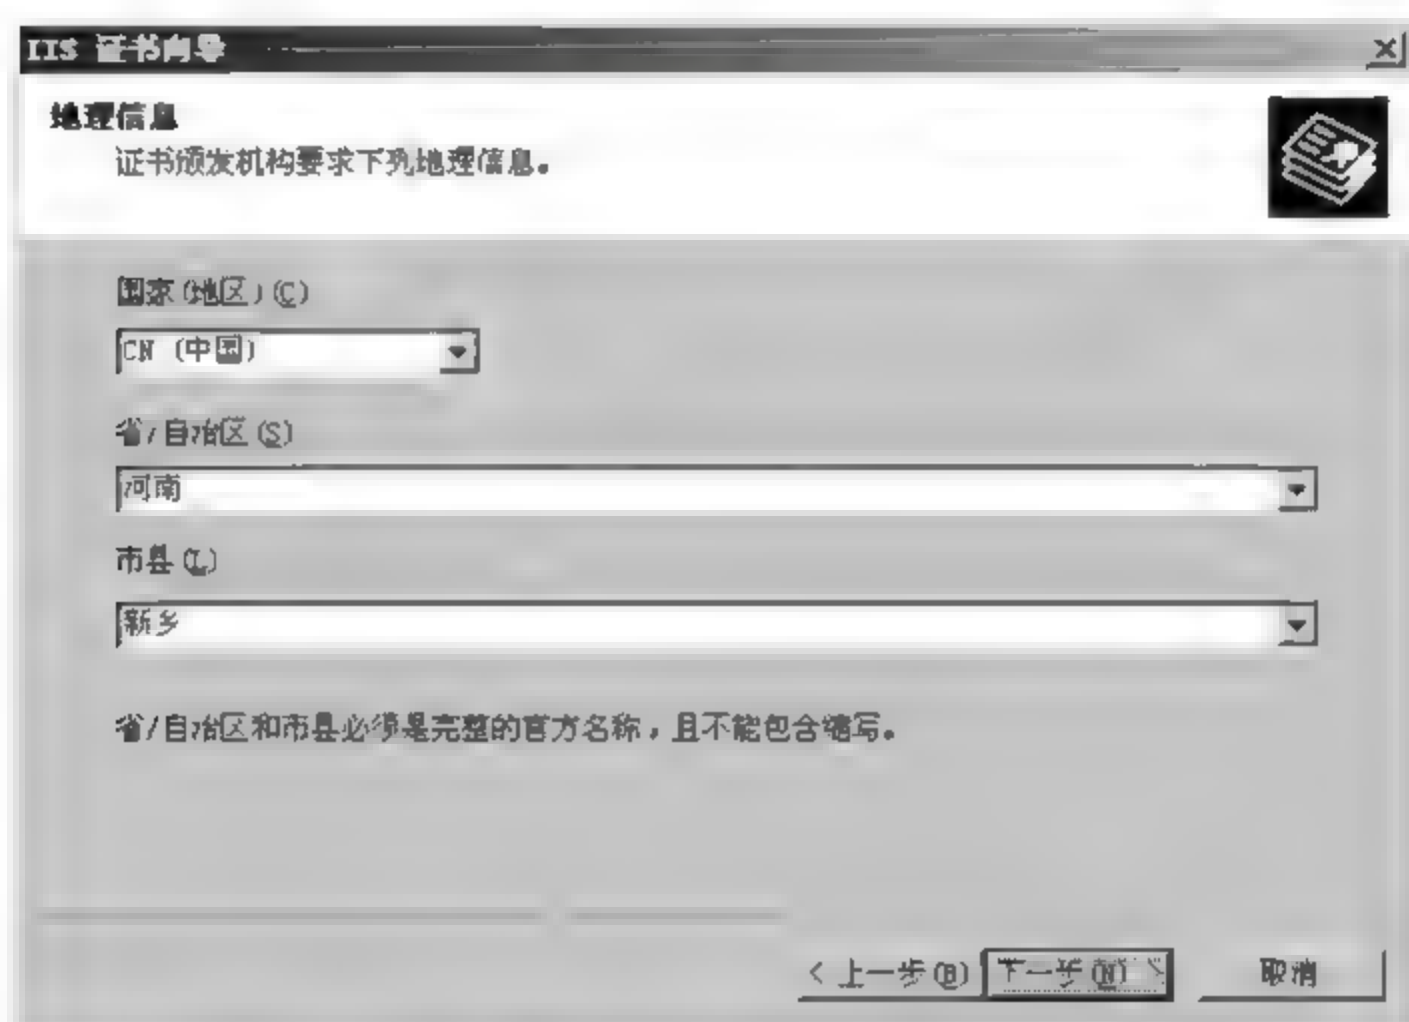 IIS 证书向导
地理信息
证书颁发机构要求下列地理信息。
国家(地区)(C)
CN (中国)
省/自治区(S)
河南
市县(L)
新乡
省/自治区和市县必须是完整的官方名称，且不能包含缩写。
< 上一步(B) 下一步(N) > 取消